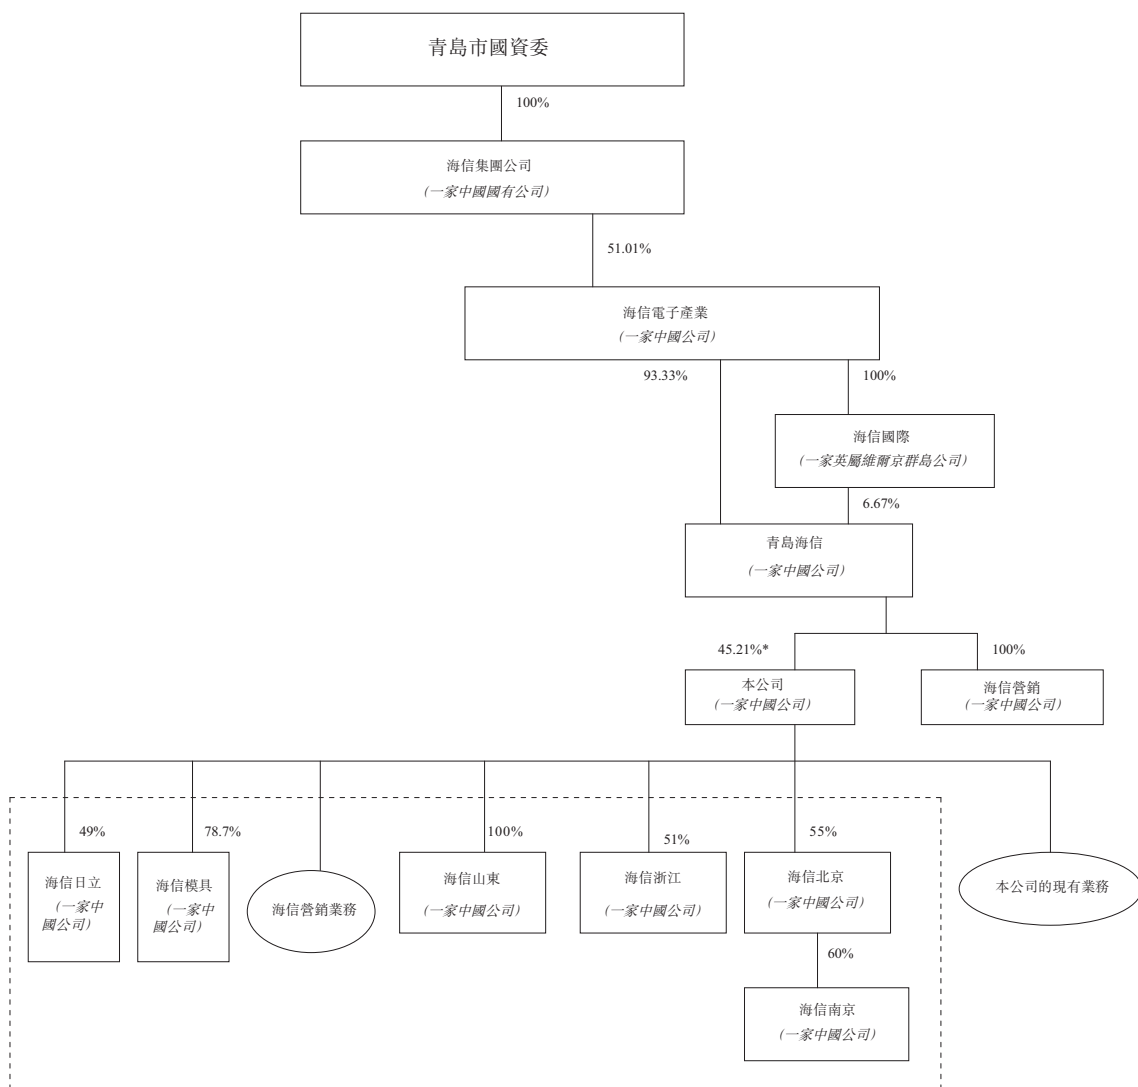 青島市國資委
100%
海信集團公司
(一家中國國有公司)
51.01%
海信電子產業
(一家中國公司)
93.33%
100%
海信國際
(一家英屬維爾京群島公司)
6.67%
青島海信
(一家中國公司)
45.21%*
100%
本公司
(一家中國公司)
海信營銷
(一家中國公司)
49%
78.7%
100%
51%
55%
海信日立
(一家中
國公司)
海信模具
(一家中
國公司)
海信營銷業務
海信山東
(一家中國公司)
海信浙江
(一家中國公司)
海信北京
(一家中國公司)
本公司的現有業務
60%
海信南京
(一家中國公司)